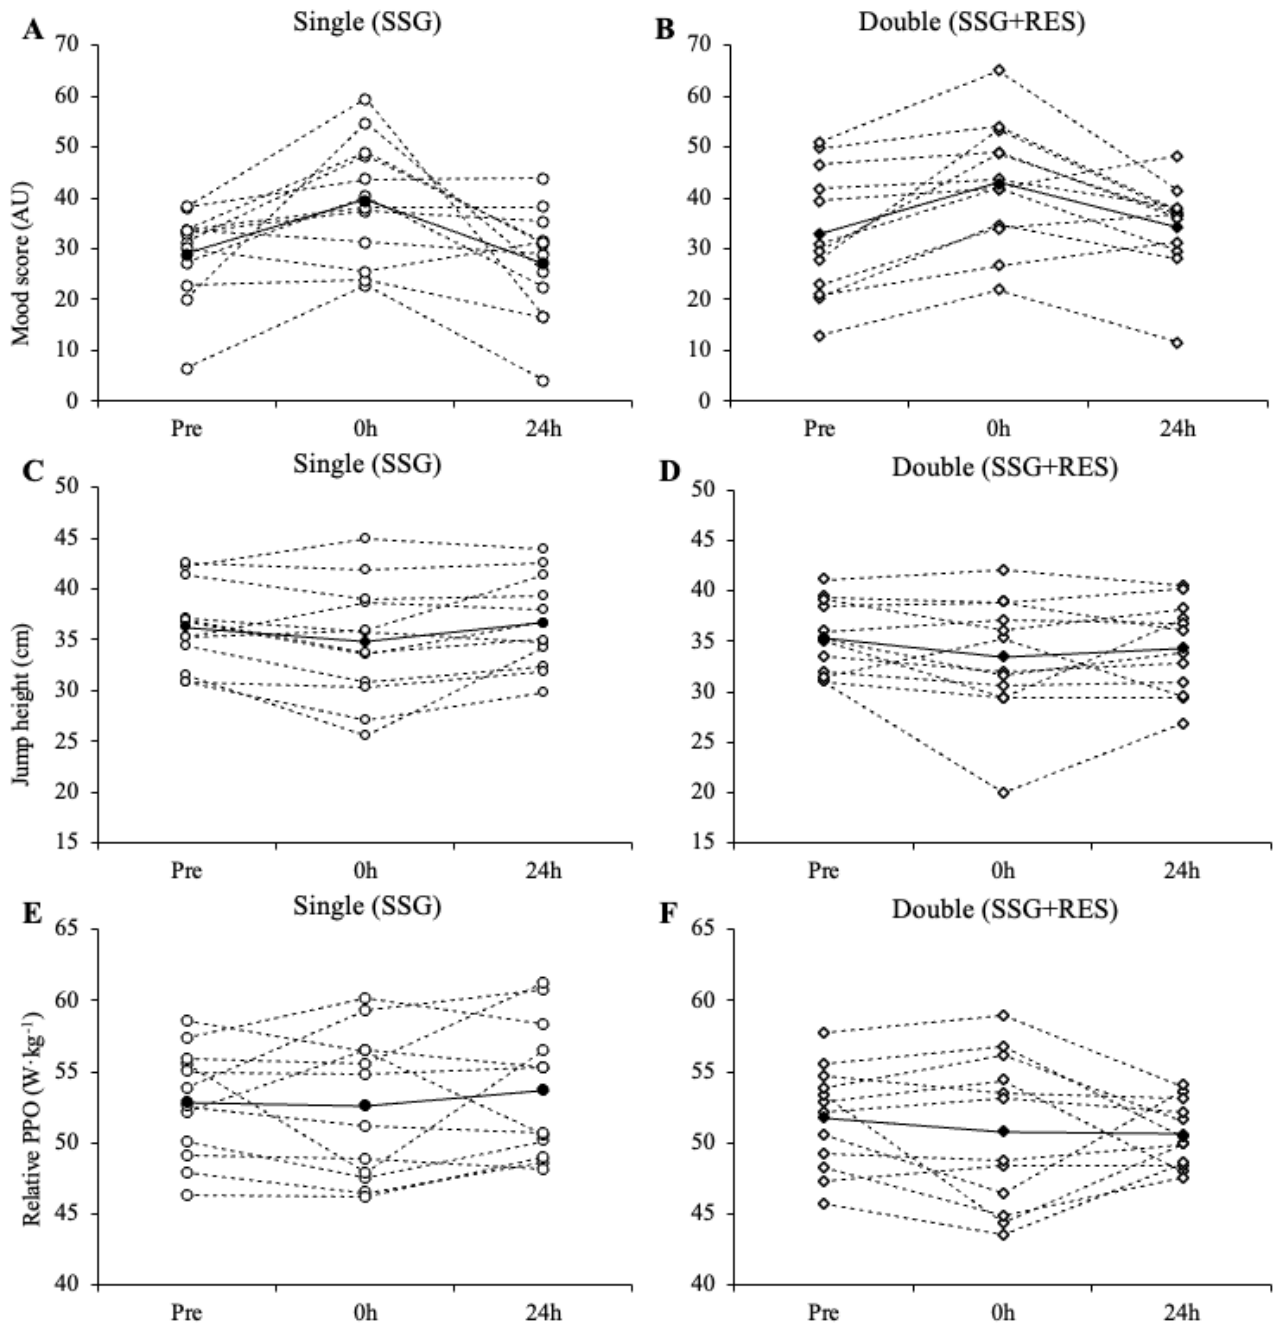 A Single (SSG)
Mood score (AU)
70
60
50
40
30
20
10
0
Pre 0h 24h
B Double (SSG+RES)
70
60
50
40
30
20
10
0
Pre 0h 24h
C Single (SSG)
Jump height (cm)
50
45
40
35
30
25
20
15
Pre 0h 24h
D Double (SSG+RES)
50
45
40
35
30
25
20
15
Pre 0h 24h
E Single (SSG)
Relative PPO (W·kg⁻¹)
65
60
55
50
45
40
Pre 0h 24h
F Double (SSG+RES)
65
60
55
50
45
40
Pre 0h 24h